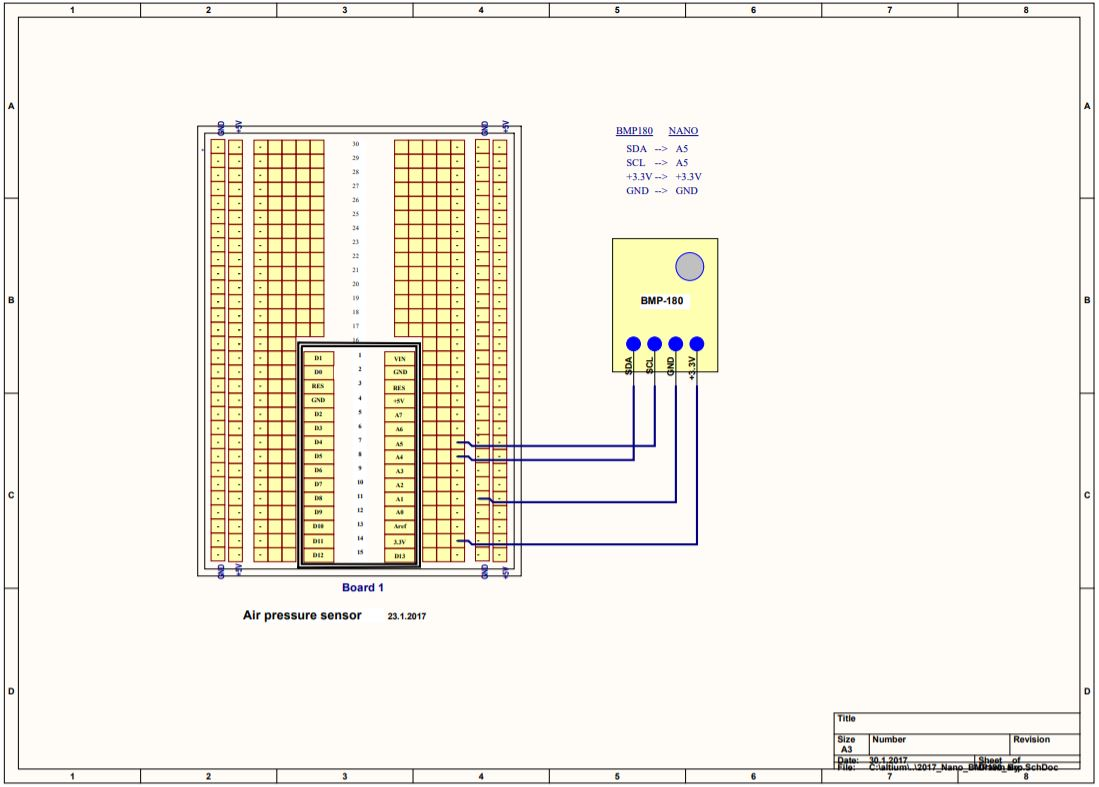 1 2 3 4 5 6 7 8
A A
GND +5V GND +5V
30
29
28
27
26
25
24
23
22
21
20
19
18
17
16
BMP180 NANO
SDA --> A5
SCL --> A5
+3.3V --> +3.3V
GND --> GND
B B
BMP-180
SDA SCL GND +3.3V
D1 1 VIN
D0 2 GND
RES 3 RES
GND 4 +5V
D2 5 A7
D3 6 A6
D4 7 A5
D5 8 A4
D6 9 A3
D7 10 A2
D8 11 A1
D9 12 A0
D10 13 Aref
D11 14 3.3V
D12 15 D13
C C
GND +5V GND +5V
Board 1
Air pressure sensor 23.1.2017
D D
Title
Size Number Revision
A3
Date: 30.1.2017 Sheet of
File: C:\altium\..\2017_Nano_BMP180_Exp.SchDoc
1 2 3 4 5 6 7 8